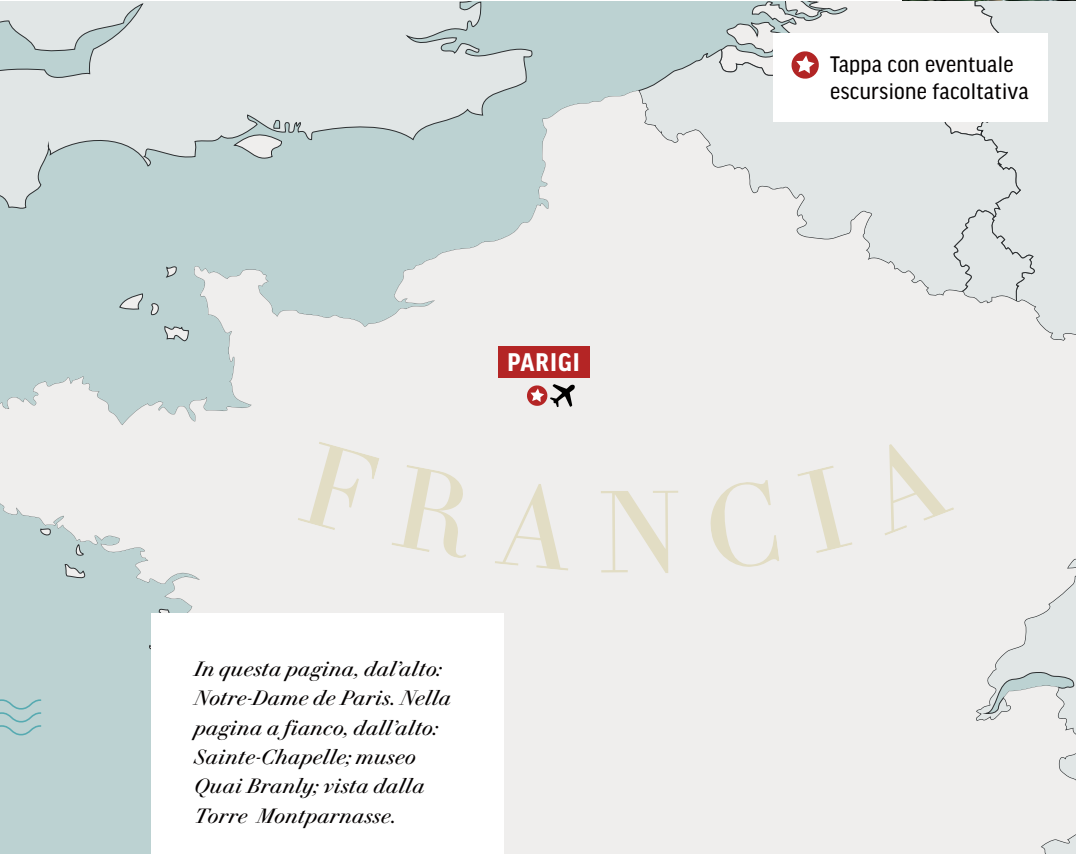 Tappa con eventuale
escursione facoltativa
PARIGI
FRANCIA
In questa pagina, dal’alto:
Notre-Dame de Paris. Nella
pagina a fianco, dall’alto:
Sainte-Chapelle; museo
Quai Branly; vista dalla
Torre Montparnasse.